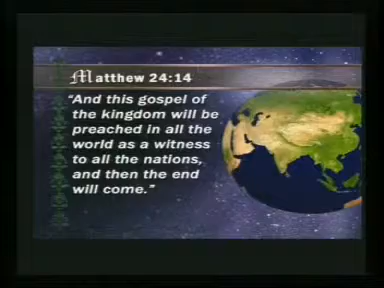 Matthew 24:14
"And this gospel of
the kingdom will be
preached in all the
world as a witness
to all the nations,
and then the end
will come."